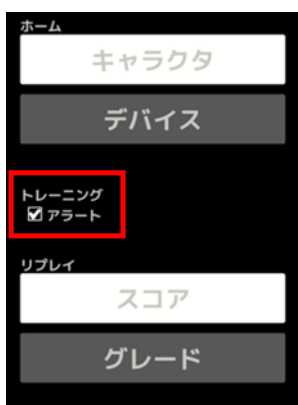 ホーム
キャラクタ
デバイス
トレーニング
アラート
リプレイ
スコア
グレード